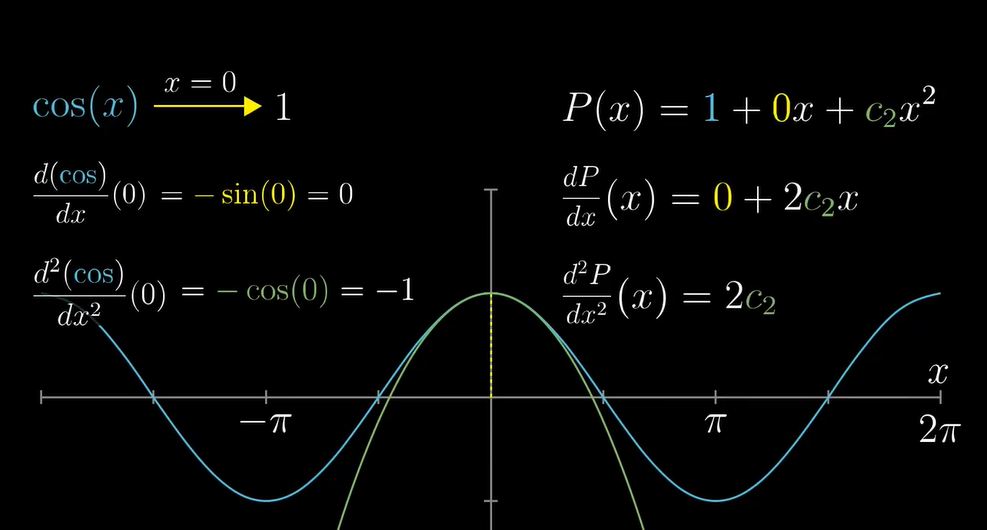 cos(x) x = 0 → 1
P(x) = 1 + 0x + c₂x²
d(cos)/dx (0) = − sin(0) = 0
dP/dx (x) = 0 + 2c₂x
d²(cos)/dx² (0) = − cos(0) = −1
d²P/dx² (x) = 2c₂
x
−π
π
2π